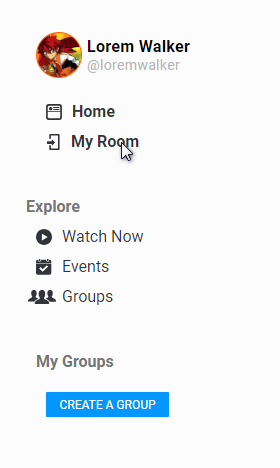 Lorem Walker
@loremwalker
Home
My Room
Explore
Watch Now
Events
Groups
My Groups
CREATE A GROUP